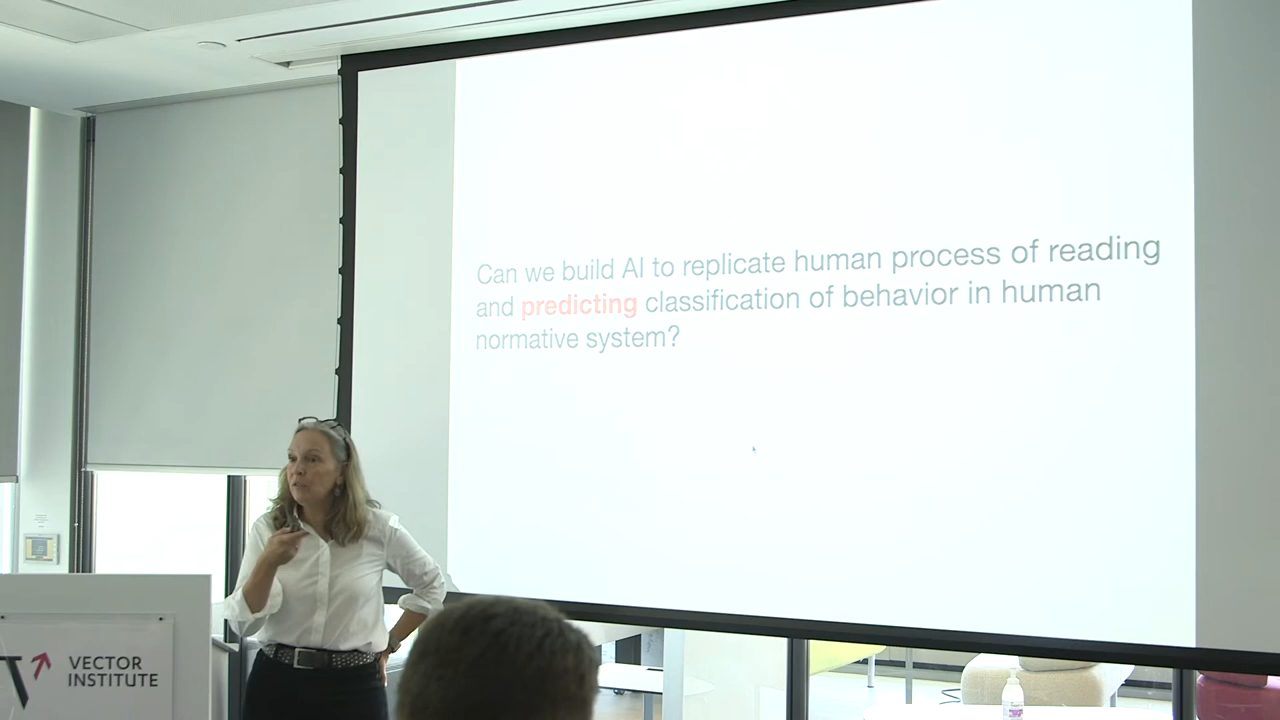 Can we build AI to replicate human process of reading
and predicting classification of behavior in human
normative system?
VECTOR
INSTITUTE